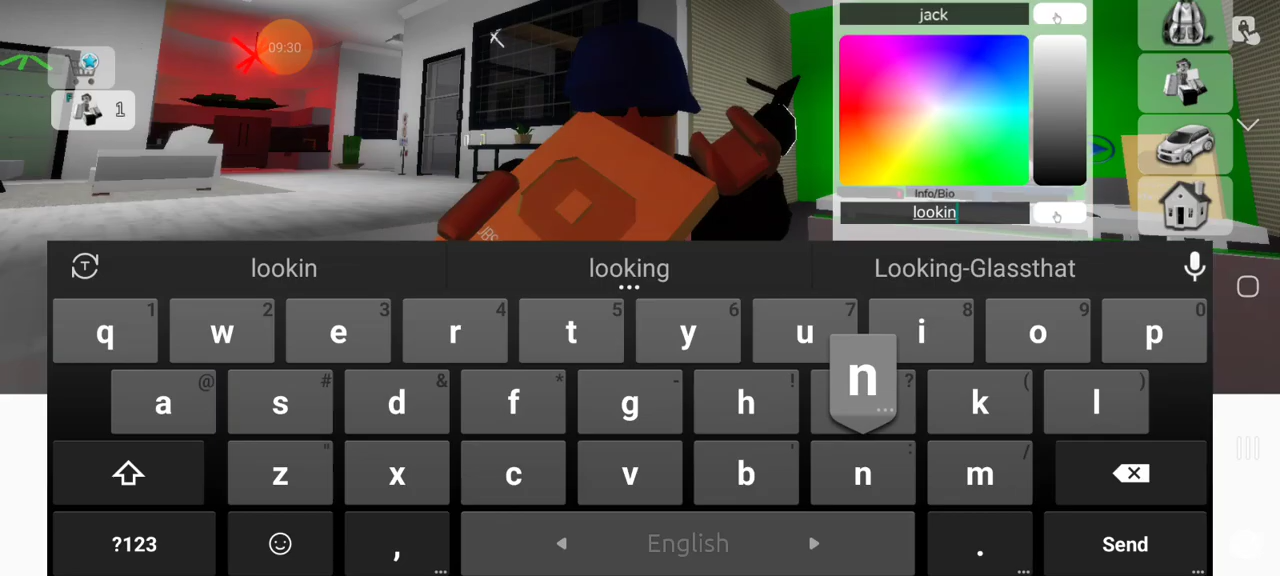 jack
09:30
1
Info/Bio
lookin
lookin
looking
Looking-Glassthat
q 1 w 2 e 3 r 4 t 5 y 6 u 7 i 8 o 9 p 0
a @ s # d & f * g - h ! n ? k ( l )
z " x c v b ' n : m /
?123 , English . Send